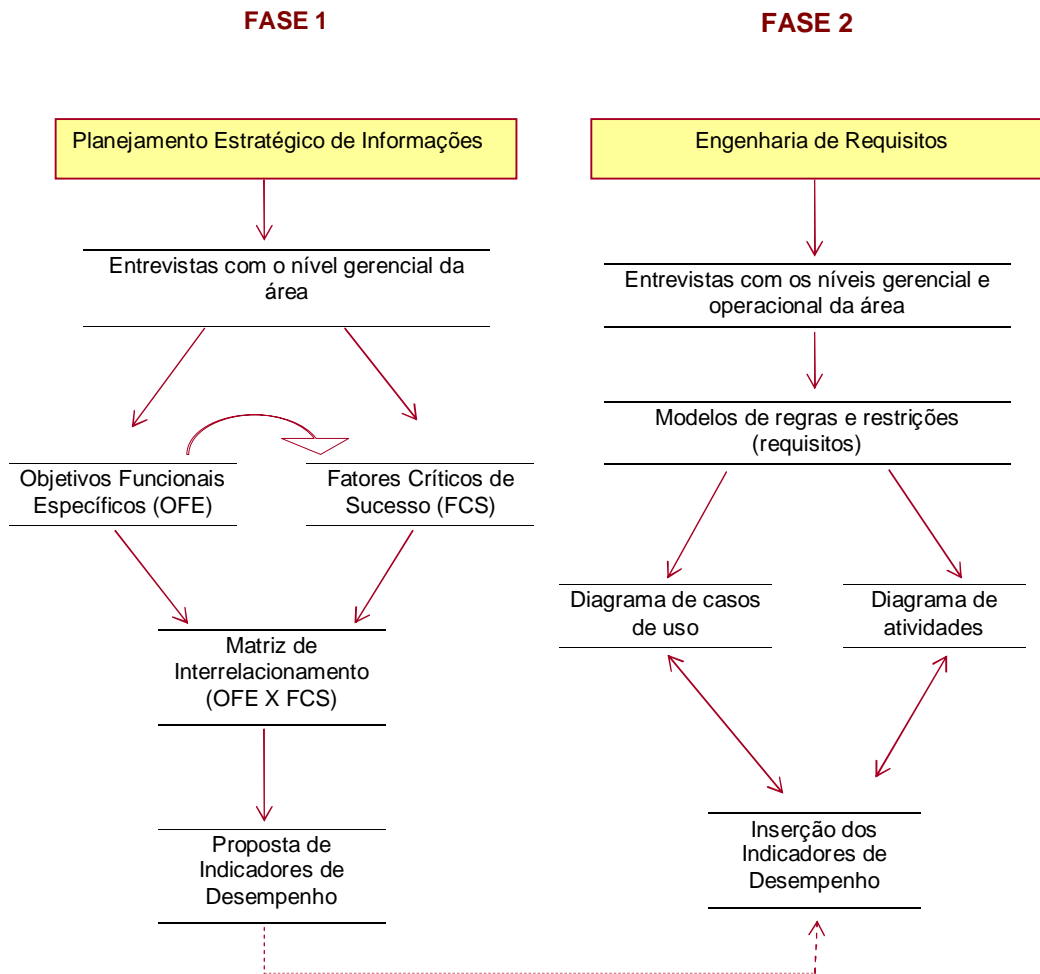 FASE 1
FASE 2
Planejamento Estratégico de Informações
Engenharia de Requisitos
Entrevistas com o nível gerencial da
área
Entrevistas com os níveis gerencial e
operacional da área
Modelos de regras e restrições
(requisitos)
Objetivos Funcionais
Específicos (OFE)
Fatores Críticos de
Sucesso (FCS)
Diagrama de casos
de uso
Diagrama de
atividades
Matriz de
Interrelacionamento
(OFE X FCS)
Proposta de
Indicadores de
Desempenho
Inserção dos
Indicadores de
Desempenho